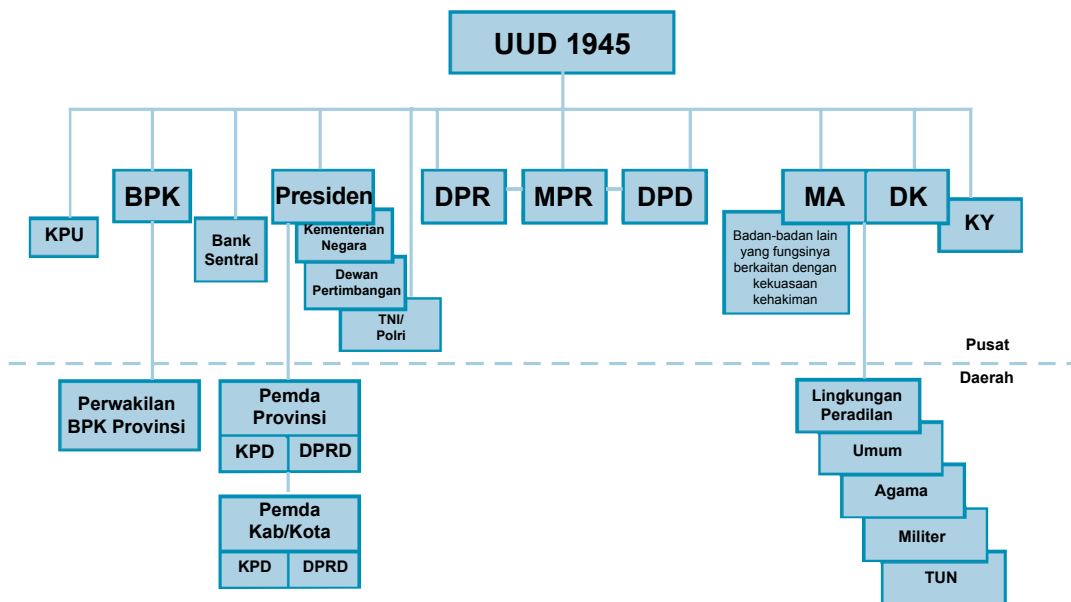 UUD 1945
KPU
BPK
Bank
Sentral
Presiden
Kementerian
Negara
Dewan
Pertimbangan
TNI/
Polri
DPR
MPR
DPD
MA
DK
KY
Badan-badan lain
yang fungsinya
berkaitan dengan
kekuasaan
kehakiman
Pusat
Daerah
Perwakilan
BPK Provinsi
Pemda
Provinsi
KPD
DPRD
Pemda
Kab/Kota
KPD
DPRD
Lingkungan
Peradilan
Umum
Agama
Militer
TUN